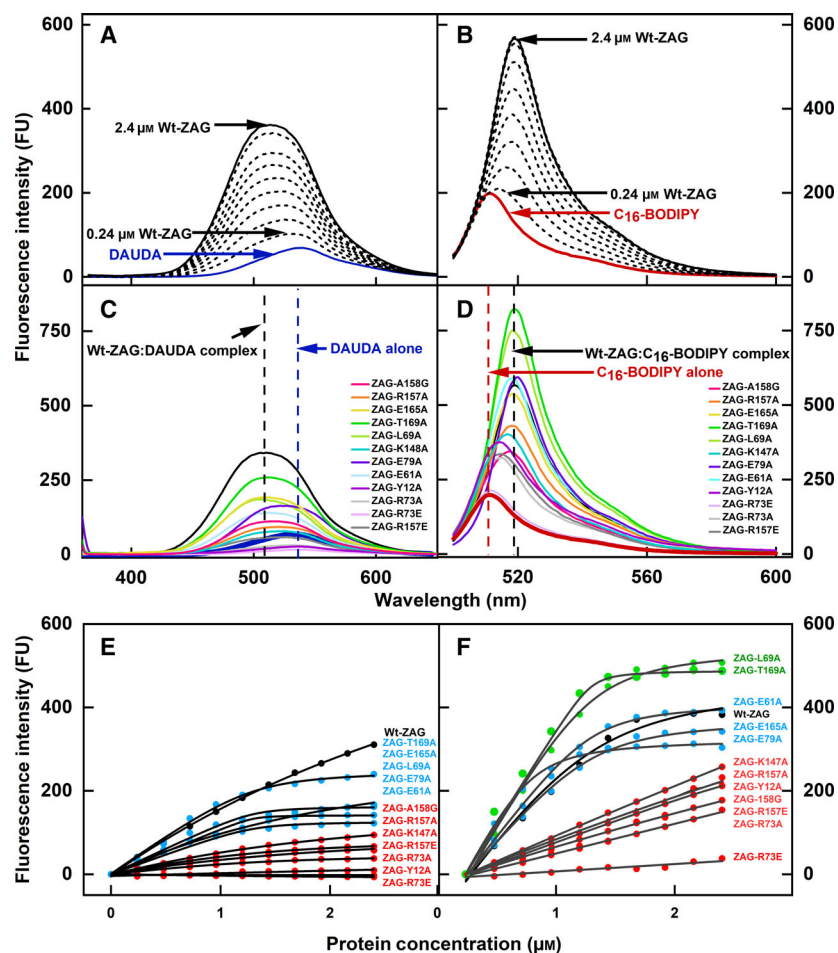 A
B
600
400
200
0
Fluorescence intensity (FU)
2.4 µM Wt-ZAG
0.24 µM Wt-ZAG
DAUDA
2.4 µM Wt-ZAG
0.24 µM Wt-ZAG
C16-BODIPY
600
400
200
0
C
D
750
500
250
0
Wt-ZAG:DAUDA complex
DAUDA alone
ZAG-A158G
ZAG-R157A
ZAG-E165A
ZAG-T169A
ZAG-L69A
ZAG-K148A
ZAG-E79A
ZAG-E61A
ZAG-Y12A
ZAG-R73A
ZAG-R73E
ZAG-R157E
Wt-ZAG:C16-BODIPY complex
C16-BODIPY alone
ZAG-A158G
ZAG-R157A
ZAG-E165A
ZAG-T169A
ZAG-L69A
ZAG-K147A
ZAG-E79A
ZAG-E61A
ZAG-Y12A
ZAG-R73E
ZAG-R73A
ZAG-R157E
750
500
250
0
400 500 600
520 560 600
Wavelength (nm)
E
F
600
400
200
0
Fluorescence intensity (FU)
Wt-ZAG
ZAG-T169A
ZAG-E165A
ZAG-L69A
ZAG-E79A
ZAG-E61A
ZAG-A158G
ZAG-R157A
ZAG-K147A
ZAG-R157E
ZAG-R73A
ZAG-Y12A
ZAG-R73E
ZAG-L69A
ZAG-T169A
ZAG-E61A
Wt-ZAG
ZAG-E165A
ZAG-E79A
ZAG-K147A
ZAG-R157A
ZAG-Y12A
ZAG-158G
ZAG-R157E
ZAG-R73A
ZAG-R73E
600
400
200
0
0 1 2
0 1 2
Protein concentration (µM)